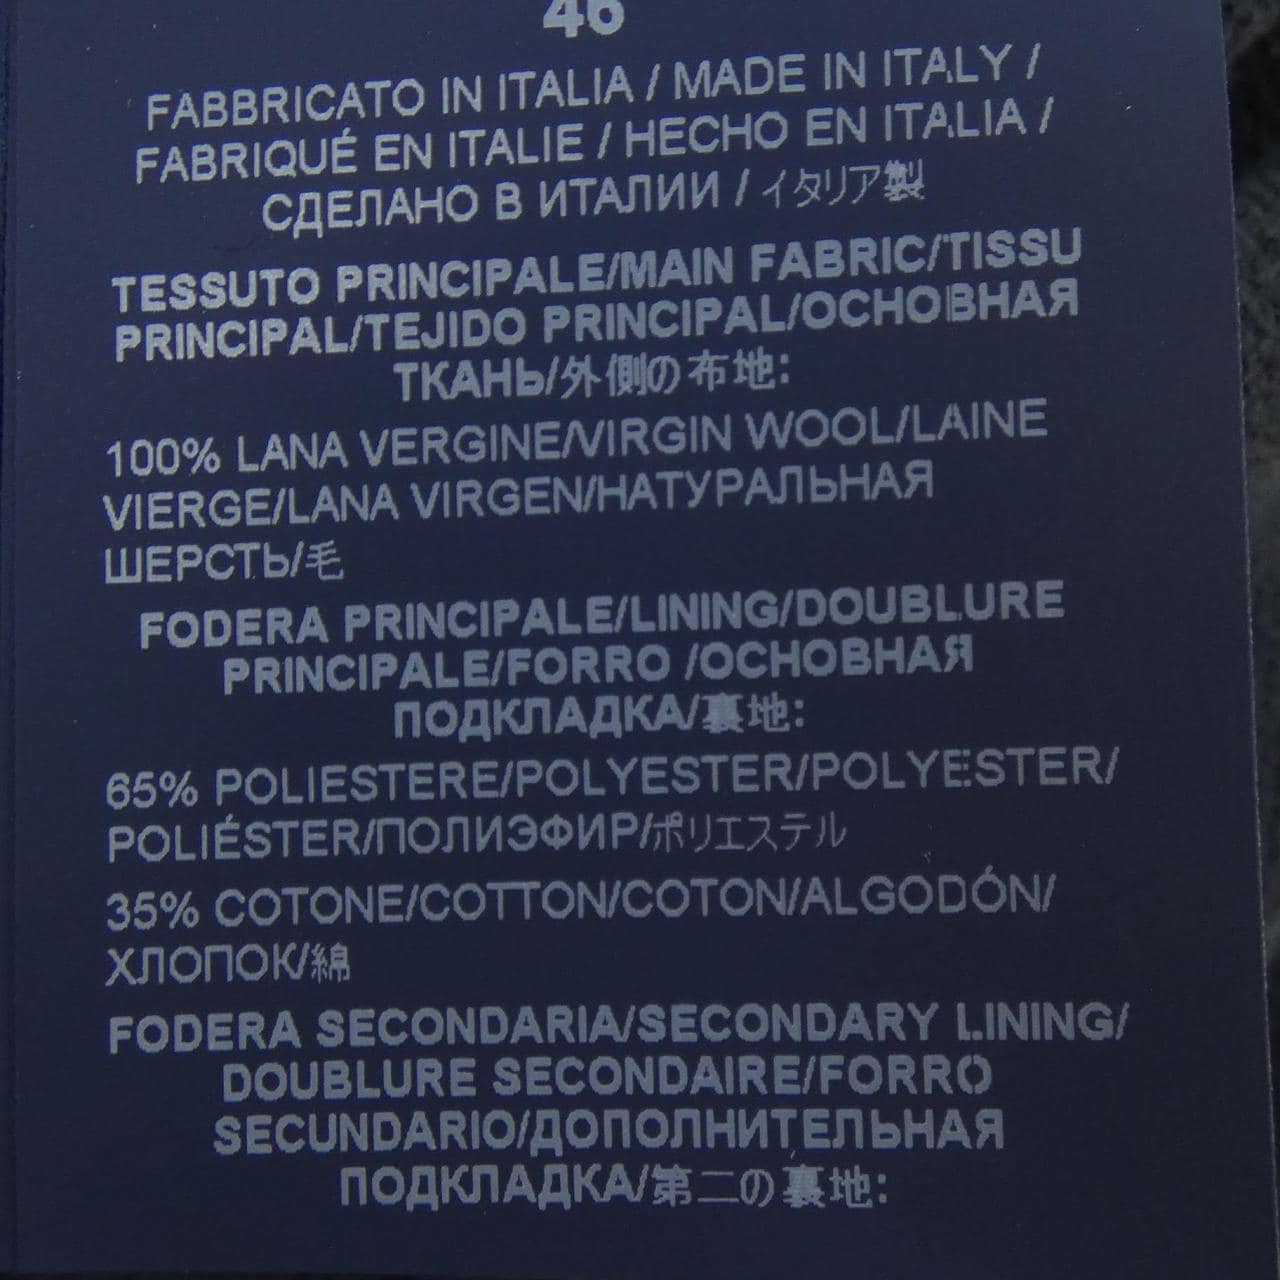 46
FABBRICATO IN ITALIA / MADE IN ITALY /
FABRIQUÉ EN ITALIE / HECHO EN ITALIA /
СДЕЛАНО В ИТАЛИИ / イタリア製
TESSUTO PRINCIPALE/MAIN FABRIC/TISSU
PRINCIPAL/TEJIDO PRINCIPAL/ОСНОВНАЯ
ТКАНЬ/外側の布地:
100% LANA VERGINE/VIRGIN WOOL/LAINE
VIERGE/LANA VIRGEN/НАТУРАЛЬНАЯ
ШЕРСТЬ/毛
FODERA PRINCIPALE/LINING/DOUBLURE
PRINCIPALE/FORRO /ОСНОВНАЯ
ПОДКЛАДКА/裏地:
65% POLIESTERE/POLYESTER/POLYESTER/
POLIÉSTER/ПОЛИЭФИР/ポリエステル
35% COTONE/COTTON/COTON/ALGODÓN/
ХЛОПОК/綿
FODERA SECONDARIA/SECONDARY LINING/
DOUBLURE SECONDAIRE/FORRO
SECUNDARIO/ДОПОЛНИТЕЛЬНАЯ
ПОДКЛАДКА/第二の裏地: